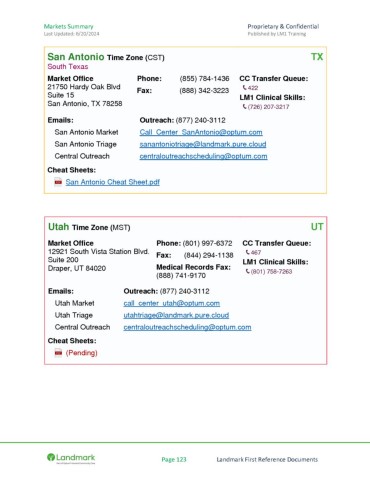 Markets Summary Proprietary & Confidential
Last Updated: 6/20/2024 Published by LM1 Training
San Antonio Time Zone (CST) TX
South Texas
Market Office Phone: (855) 784-1436 CC Transfer Queue:
21750 Hardy Oak Blvd Fax: (888) 342-3223 422
Suite 15 LM1 Clinical Skills:
San Antonio, TX 78258 (726) 207-3217
Emails: Outreach: (877) 240-3112
San Antonio Market Call_Center_SanAntonio@optum.com
San Antonio Triage sanantoniotriage@landmark.pure.cloud
Central Outreach centraloutreachscheduling@optum.com
Cheat Sheets:
San Antonio Cheat Sheet.pdf
Utah Time Zone (MST) UT
Market Office Phone: (801) 997-6372 CC Transfer Queue:
12921 South Vista Station Blvd. Fax: (844) 294-1138 467
Suite 200 Medical Records Fax: LM1 Clinical Skills:
Draper, UT 84020 (888) 741-9170 (801) 758-7263
Emails: Outreach: (877) 240-3112
Utah Market call_center_utah@optum.com
Utah Triage utahtriage@landmark.pure.cloud
Central Outreach centraloutreachscheduling@optum.com
Cheat Sheets:
(Pending)
Landmark Page 123 Landmark First Reference Documents